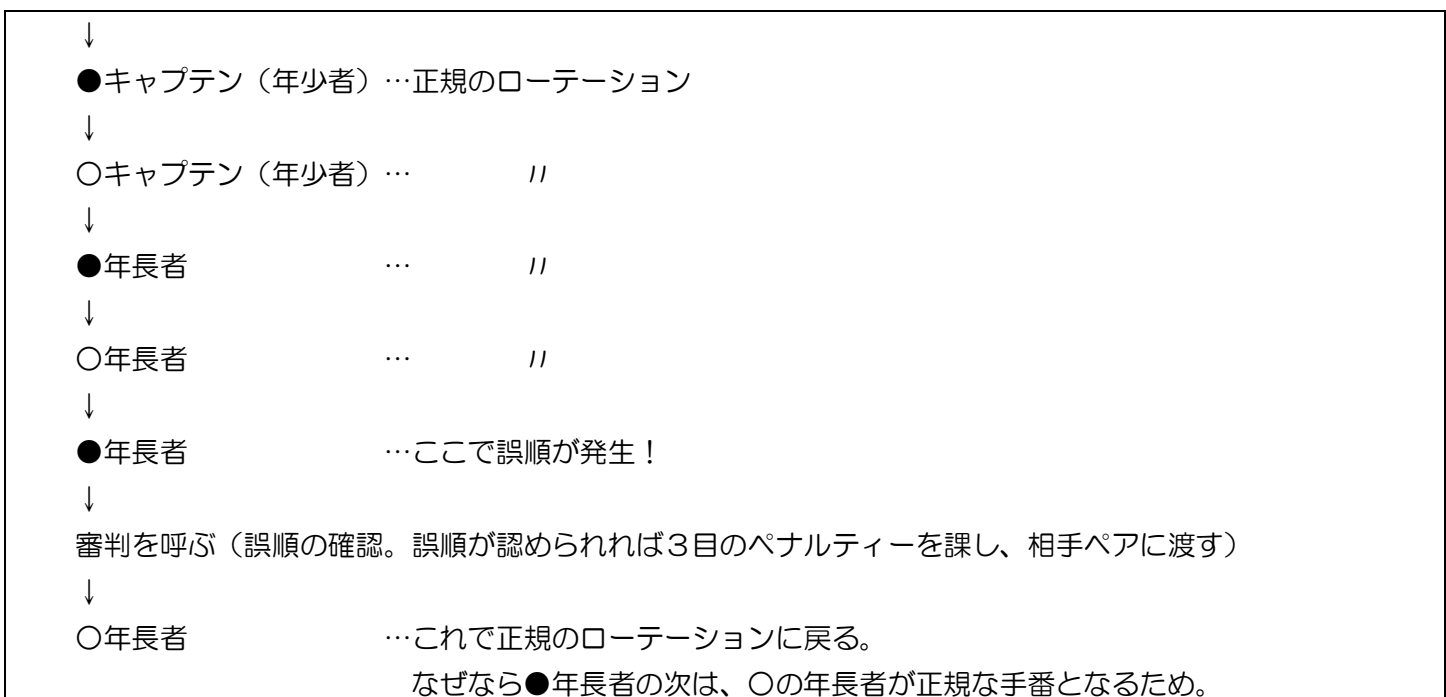 ↓
●キャプテン（年少者）…正規のローテーション
↓
○キャプテン（年少者）… 〃
↓
●年長者 … 〃
↓
○年長者 … 〃
↓
●年長者 …ここで誤順が発生！
↓
審判を呼ぶ（誤順の確認。誤順が認められれば３目のペナルティーを課し、相手ペアに渡す）
↓
○年長者 …これで正規のローテーションに戻る。
なぜなら●年長者の次は、○の年長者が正規な手番となるため。